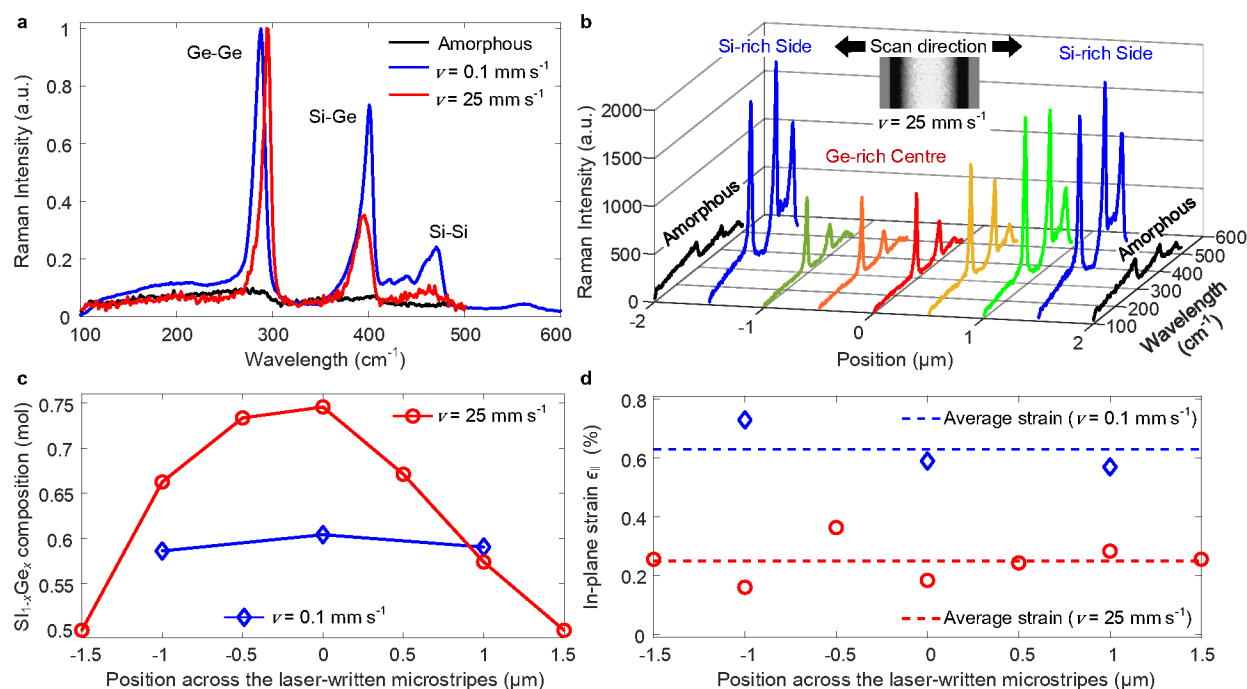 a
Ge-Ge
Si-Ge
Si-Si
Amorphous
v = 0.1 mm s⁻¹
v = 25 mm s⁻¹
Raman Intensity (a.u.)
1
0.8
0.6
0.4
0.2
0
100 200 300 400 500 600
Wavelength (cm⁻¹)
b
Si-rich Side
Scan direction
Si-rich Side
v = 25 mm s⁻¹
Ge-rich Centre
Amorphous
Amorphous
Raman Intensity (a.u.)
2000
1500
1000
500
0
-2 -1 0 1 2
Position (µm)
100 200 300 400 500 600
Wavelength
(cm⁻¹)
c
v = 25 mm s⁻¹
v = 0.1 mm s⁻¹
SI₁₋ₓGeₓ composition (mol)
0.75
0.7
0.65
0.6
0.55
0.5
-1.5 -1 -0.5 0 0.5 1 1.5
Position across the laser-written microstripes (µm)
d
Average strain (v = 0.1 mm s⁻¹)
Average strain (v = 25 mm s⁻¹)
In-plane strain ϵ∥ (%)
0.8
0.6
0.4
0.2
0
-1.5 -1 -0.5 0 0.5 1 1.5
Position across the laser-written microstripes (µm)